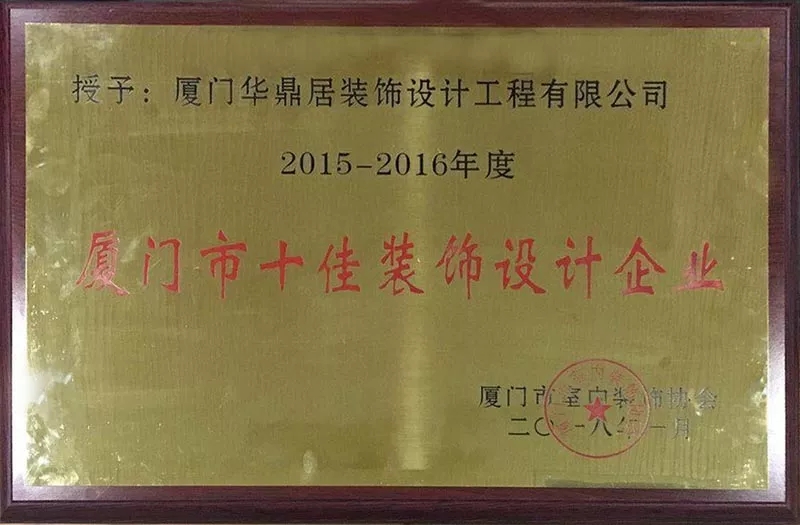 授予：厦门华鼎居装饰设计工程有限公司
2015-2016年度
厦门市十佳装饰设计企业
厦门市室内装饰协会
二〇一八年一月